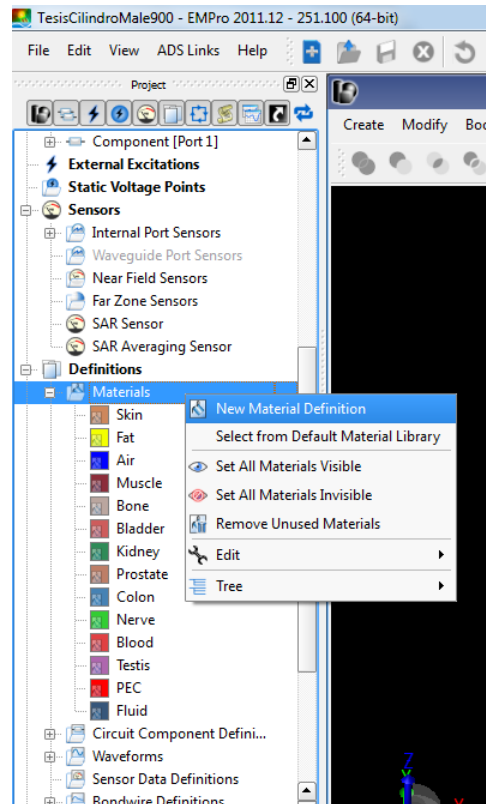 TesisCilindroMale900 - EMPro 2011.12 - 251.100 (64-bit)
File Edit View ADS Links Help
Project
Create Modify Boo
Component [Port 1]
External Excitations
Static Voltage Points
Sensors
Internal Port Sensors
Waveguide Port Sensors
Near Field Sensors
Far Zone Sensors
SAR Sensor
SAR Averaging Sensor
Definitions
Materials
New Material Definition
Skin
Select from Default Material Library
Fat
Air
Set All Materials Visible
Muscle
Set All Materials Invisible
Bone
Bladder
Remove Unused Materials
Kidney
Edit
Prostate
Tree
Colon
Nerve
Blood
Testis
PEC
Fluid
Circuit Component Defini...
Waveforms
Sensor Data Definitions
Bondwire Definitions
Z